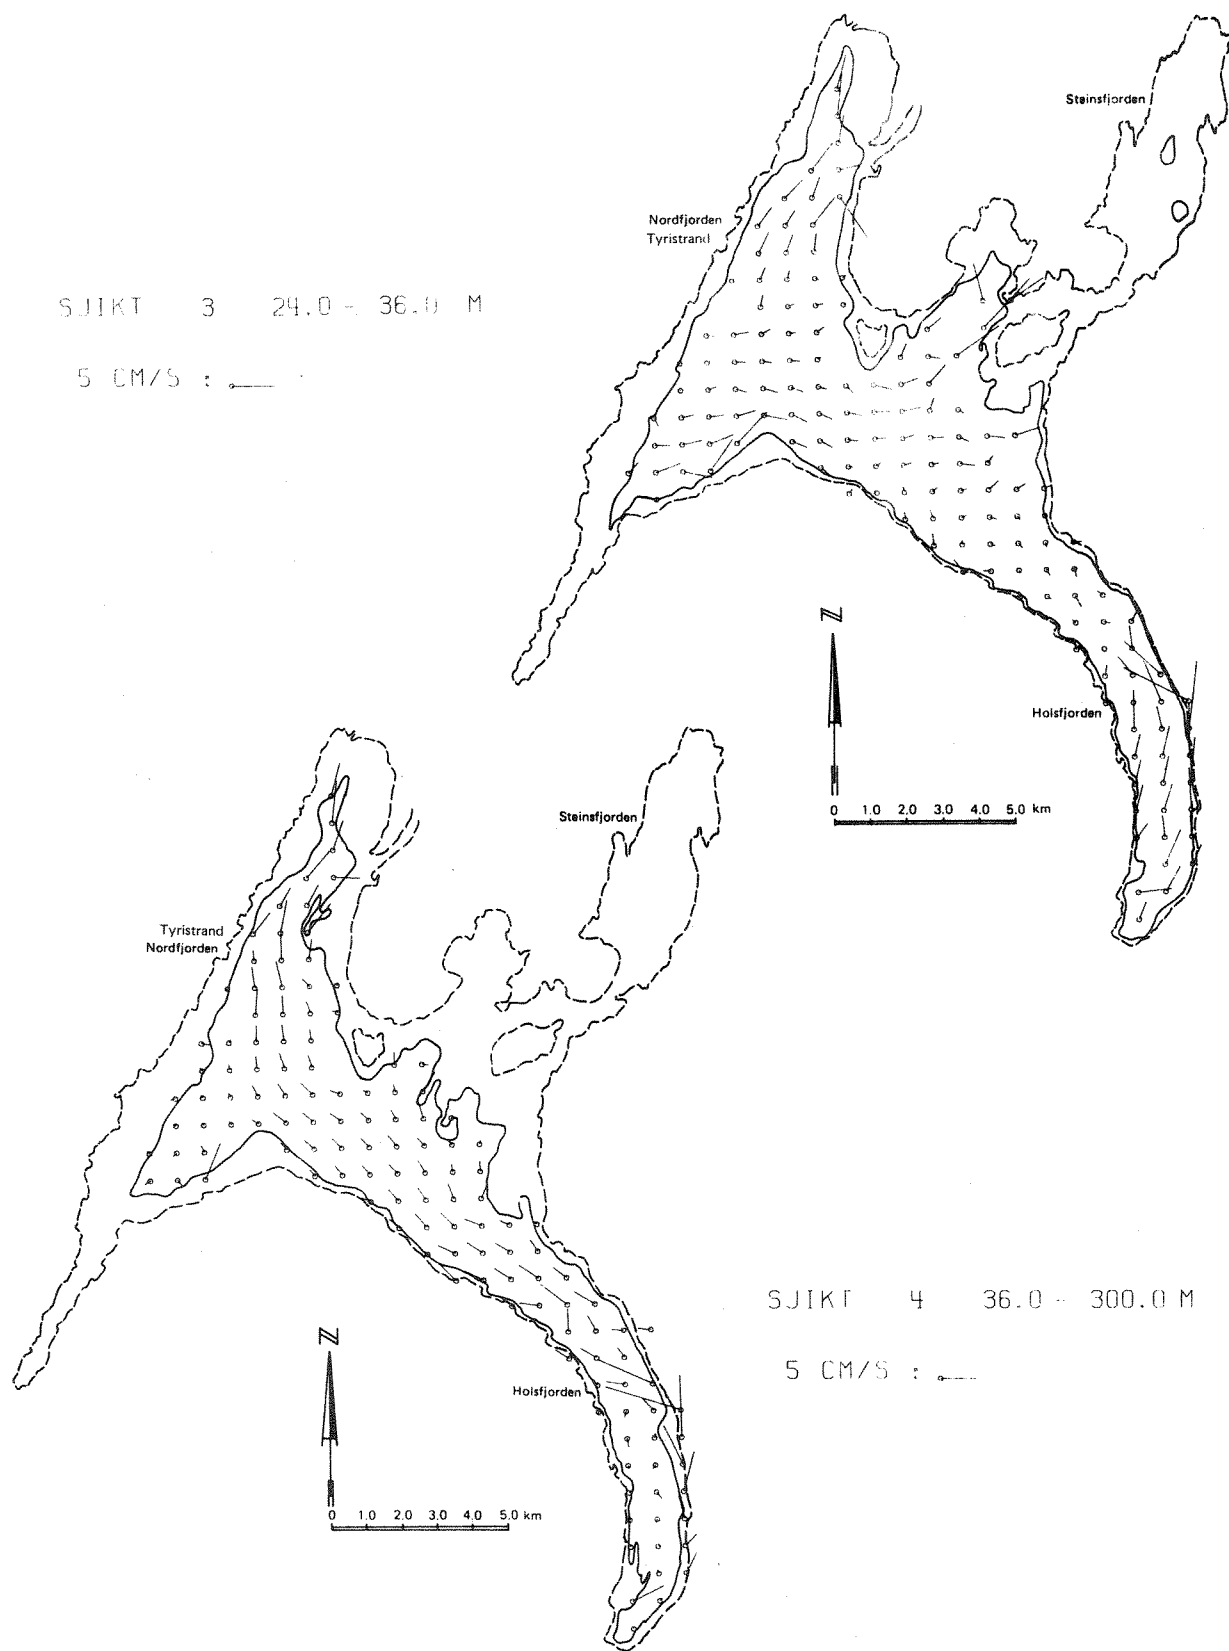 Steinsfjorden
Nordfjorden
Tyristrand
SJIKT 3 24.0 - 36.0 M
5 CM/S :
N
Holsfjorden
0 1.0 2.0 3.0 4.0 5.0 km
Steinsfjorden
Tyristrand
Nordfjorden
SJIKT 4 36.0 - 300.0 M
5 CM/S :
N
Holsfjorden
0 1.0 2.0 3.0 4.0 5.0 km